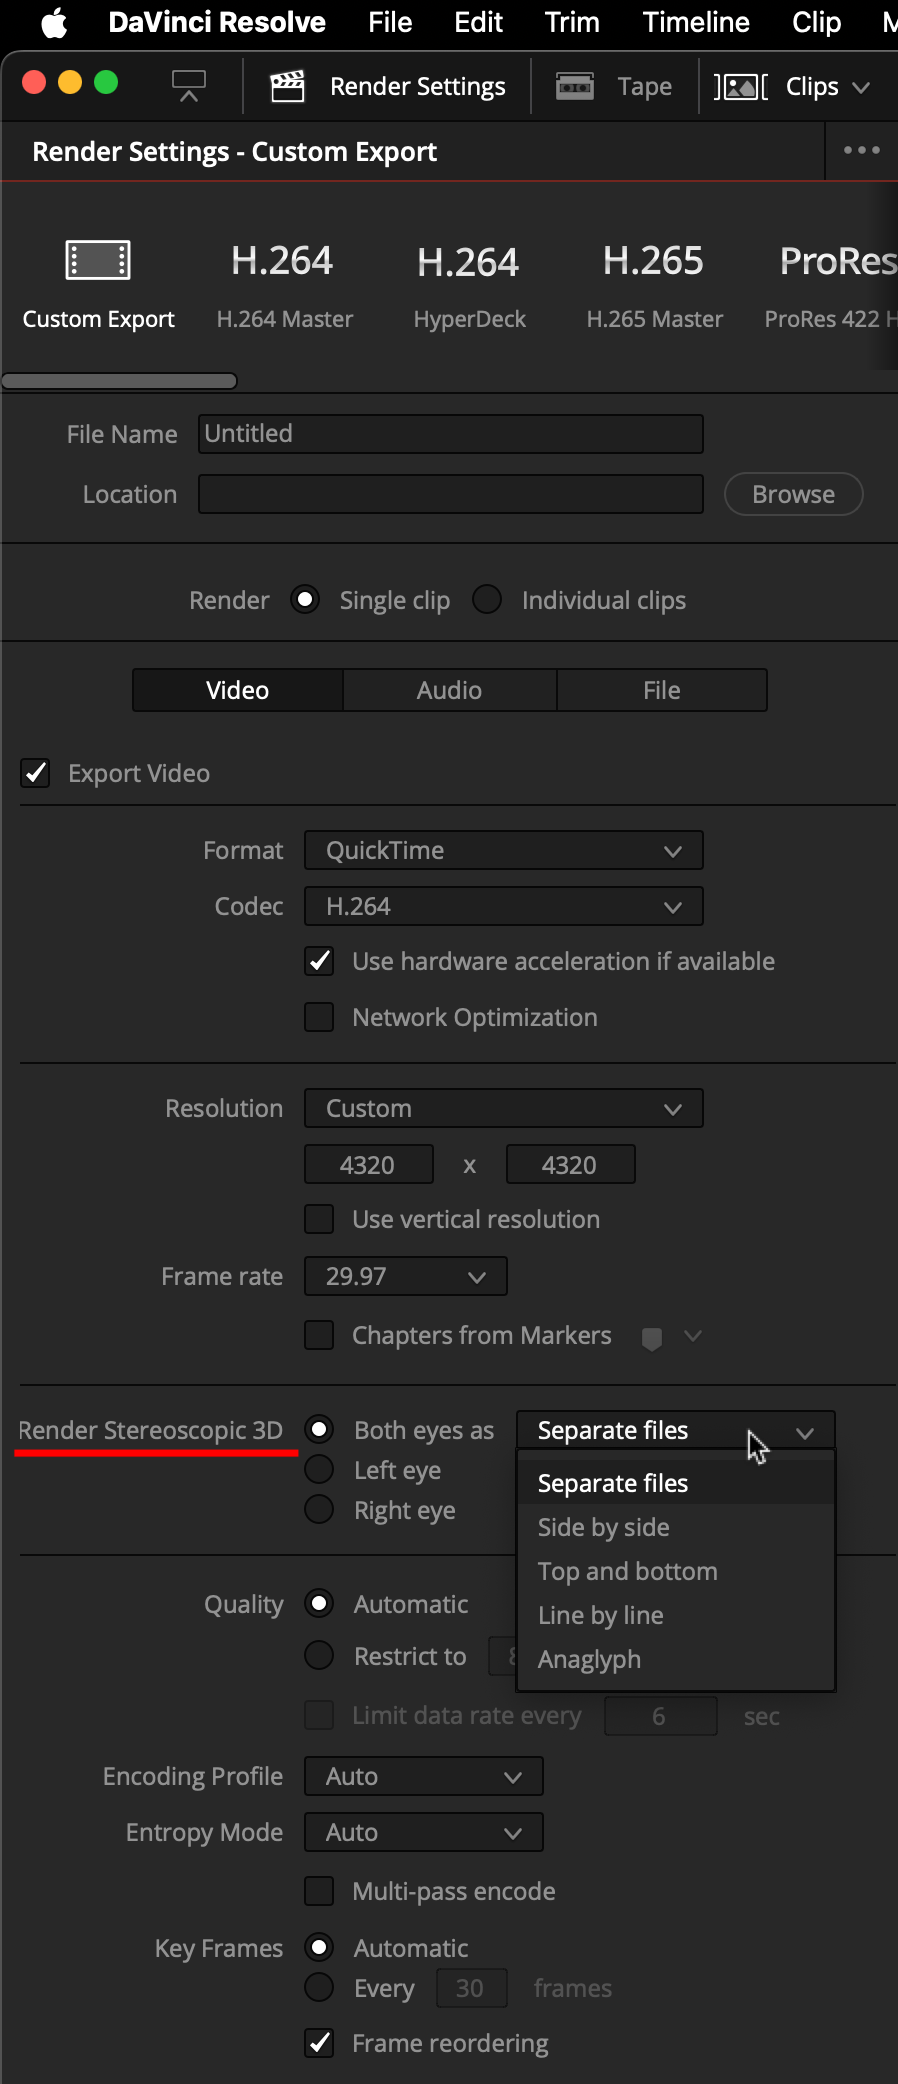 DaVinci Resolve File Edit Trim Timeline Clip
Render Settings Tape Clips
Render Settings - Custom Export
H.264 H.264 H.265 ProRes
Custom Export H.264 Master HyperDeck H.265 Master ProRes 422 H
File Name Untitled
Location Browse
Render Single clip Individual clips
Video Audio File
Export Video
Format QuickTime
Codec H.264
Use hardware acceleration if available
Network Optimization
Resolution Custom
4320 x 4320
Use vertical resolution
Frame rate 29.97
Chapters from Markers
Render Stereoscopic 3D Both eyes as Separate files
Left eye Separate files
Right eye Side by side
Top and bottom
Quality Automatic Line by line
Restrict to Anaglyph
Limit data rate every 6 sec
Encoding Profile Auto
Entropy Mode Auto
Multi-pass encode
Key Frames Automatic
Every 30 frames
Frame reordering